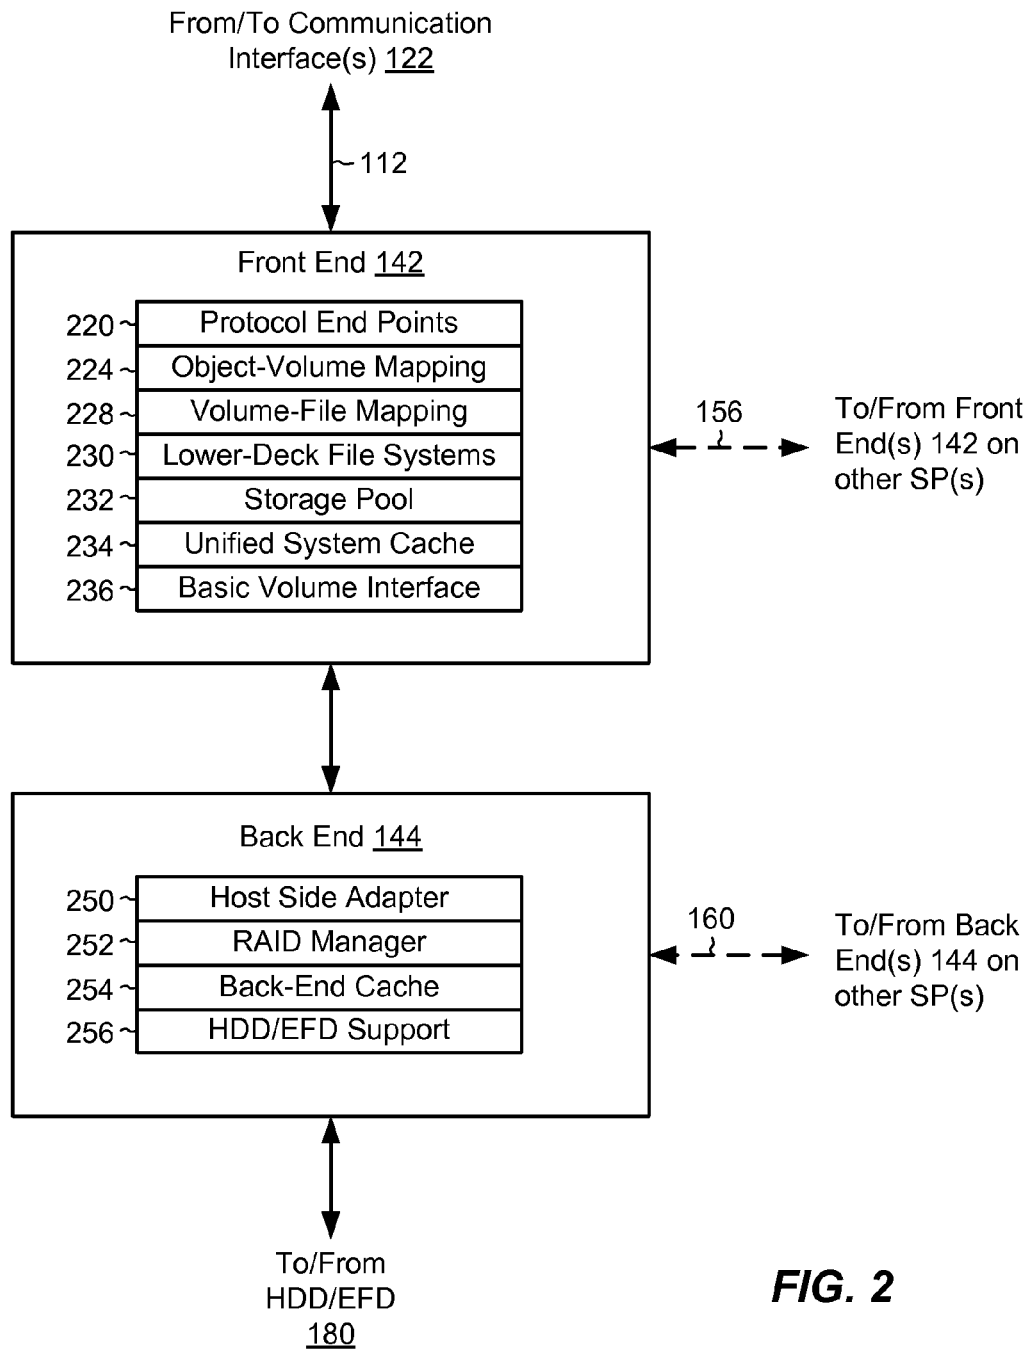 From/To Communication
Interface(s) 122
112
Front End 142
220 Protocol End Points
224 Object-Volume Mapping
228 Volume-File Mapping
230 Lower-Deck File Systems
232 Storage Pool
234 Unified System Cache
236 Basic Volume Interface
156
To/From Front
End(s) 142 on
other SP(s)
Back End 144
250 Host Side Adapter
252 RAID Manager
254 Back-End Cache
256 HDD/EFD Support
160
To/From Back
End(s) 144 on
other SP(s)
To/From
HDD/EFD
180
FIG. 2